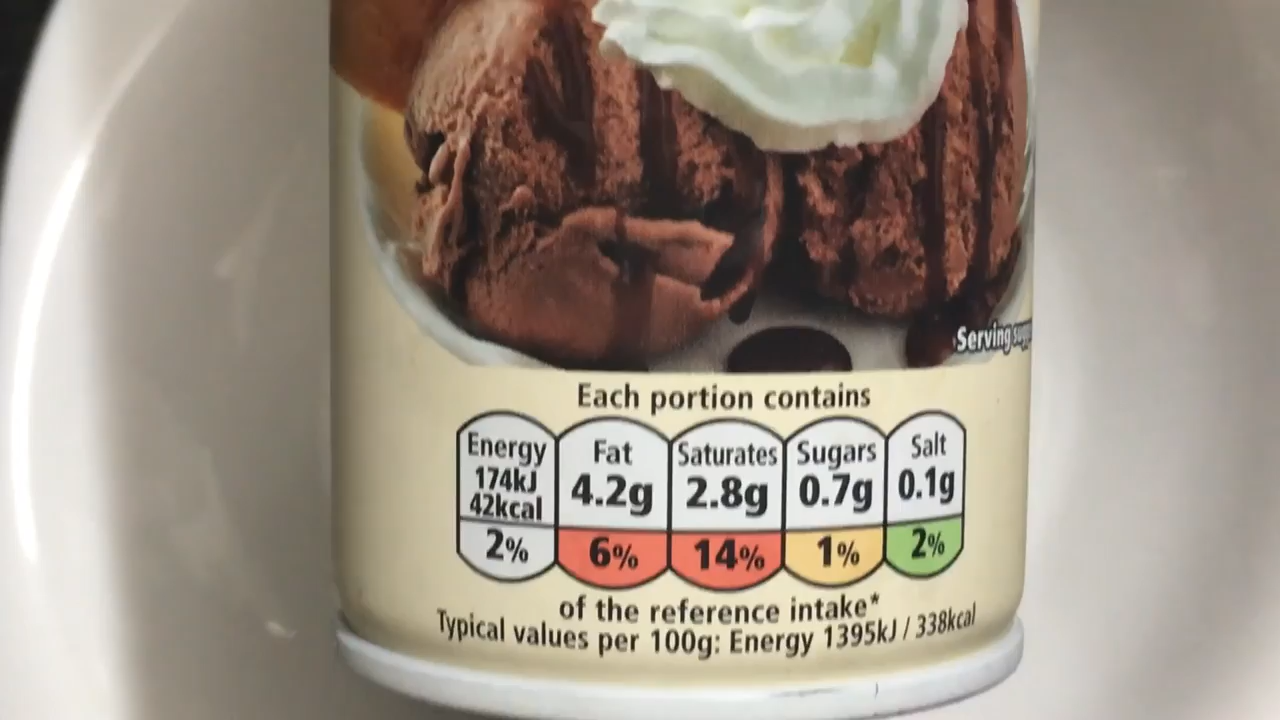 Serving
Each portion contains
Energy 174kJ 42kcal 2%
Fat 4.2g 6%
Saturates 2.8g 14%
Sugars 0.7g 1%
Salt 0.1g 2%
of the reference intake*
Typical values per 100g: Energy 1395kJ / 338kcal